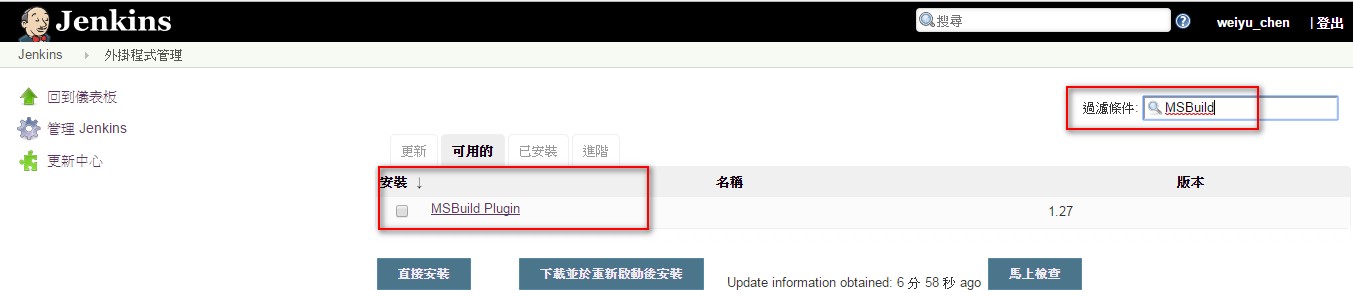 Jenkins
搜尋
weiyu_chen | 登出
Jenkins 外掛程式管理
回到儀表板
管理 Jenkins
更新中心
過濾條件: MSBuild
更新 可用的 已安裝 進階
安裝 ↓ 名稱 版本
MSBuild Plugin 1.27
直接安裝 下載並於重新啟動後安裝 Update information obtained: 6 分 58 秒 ago 馬上檢查